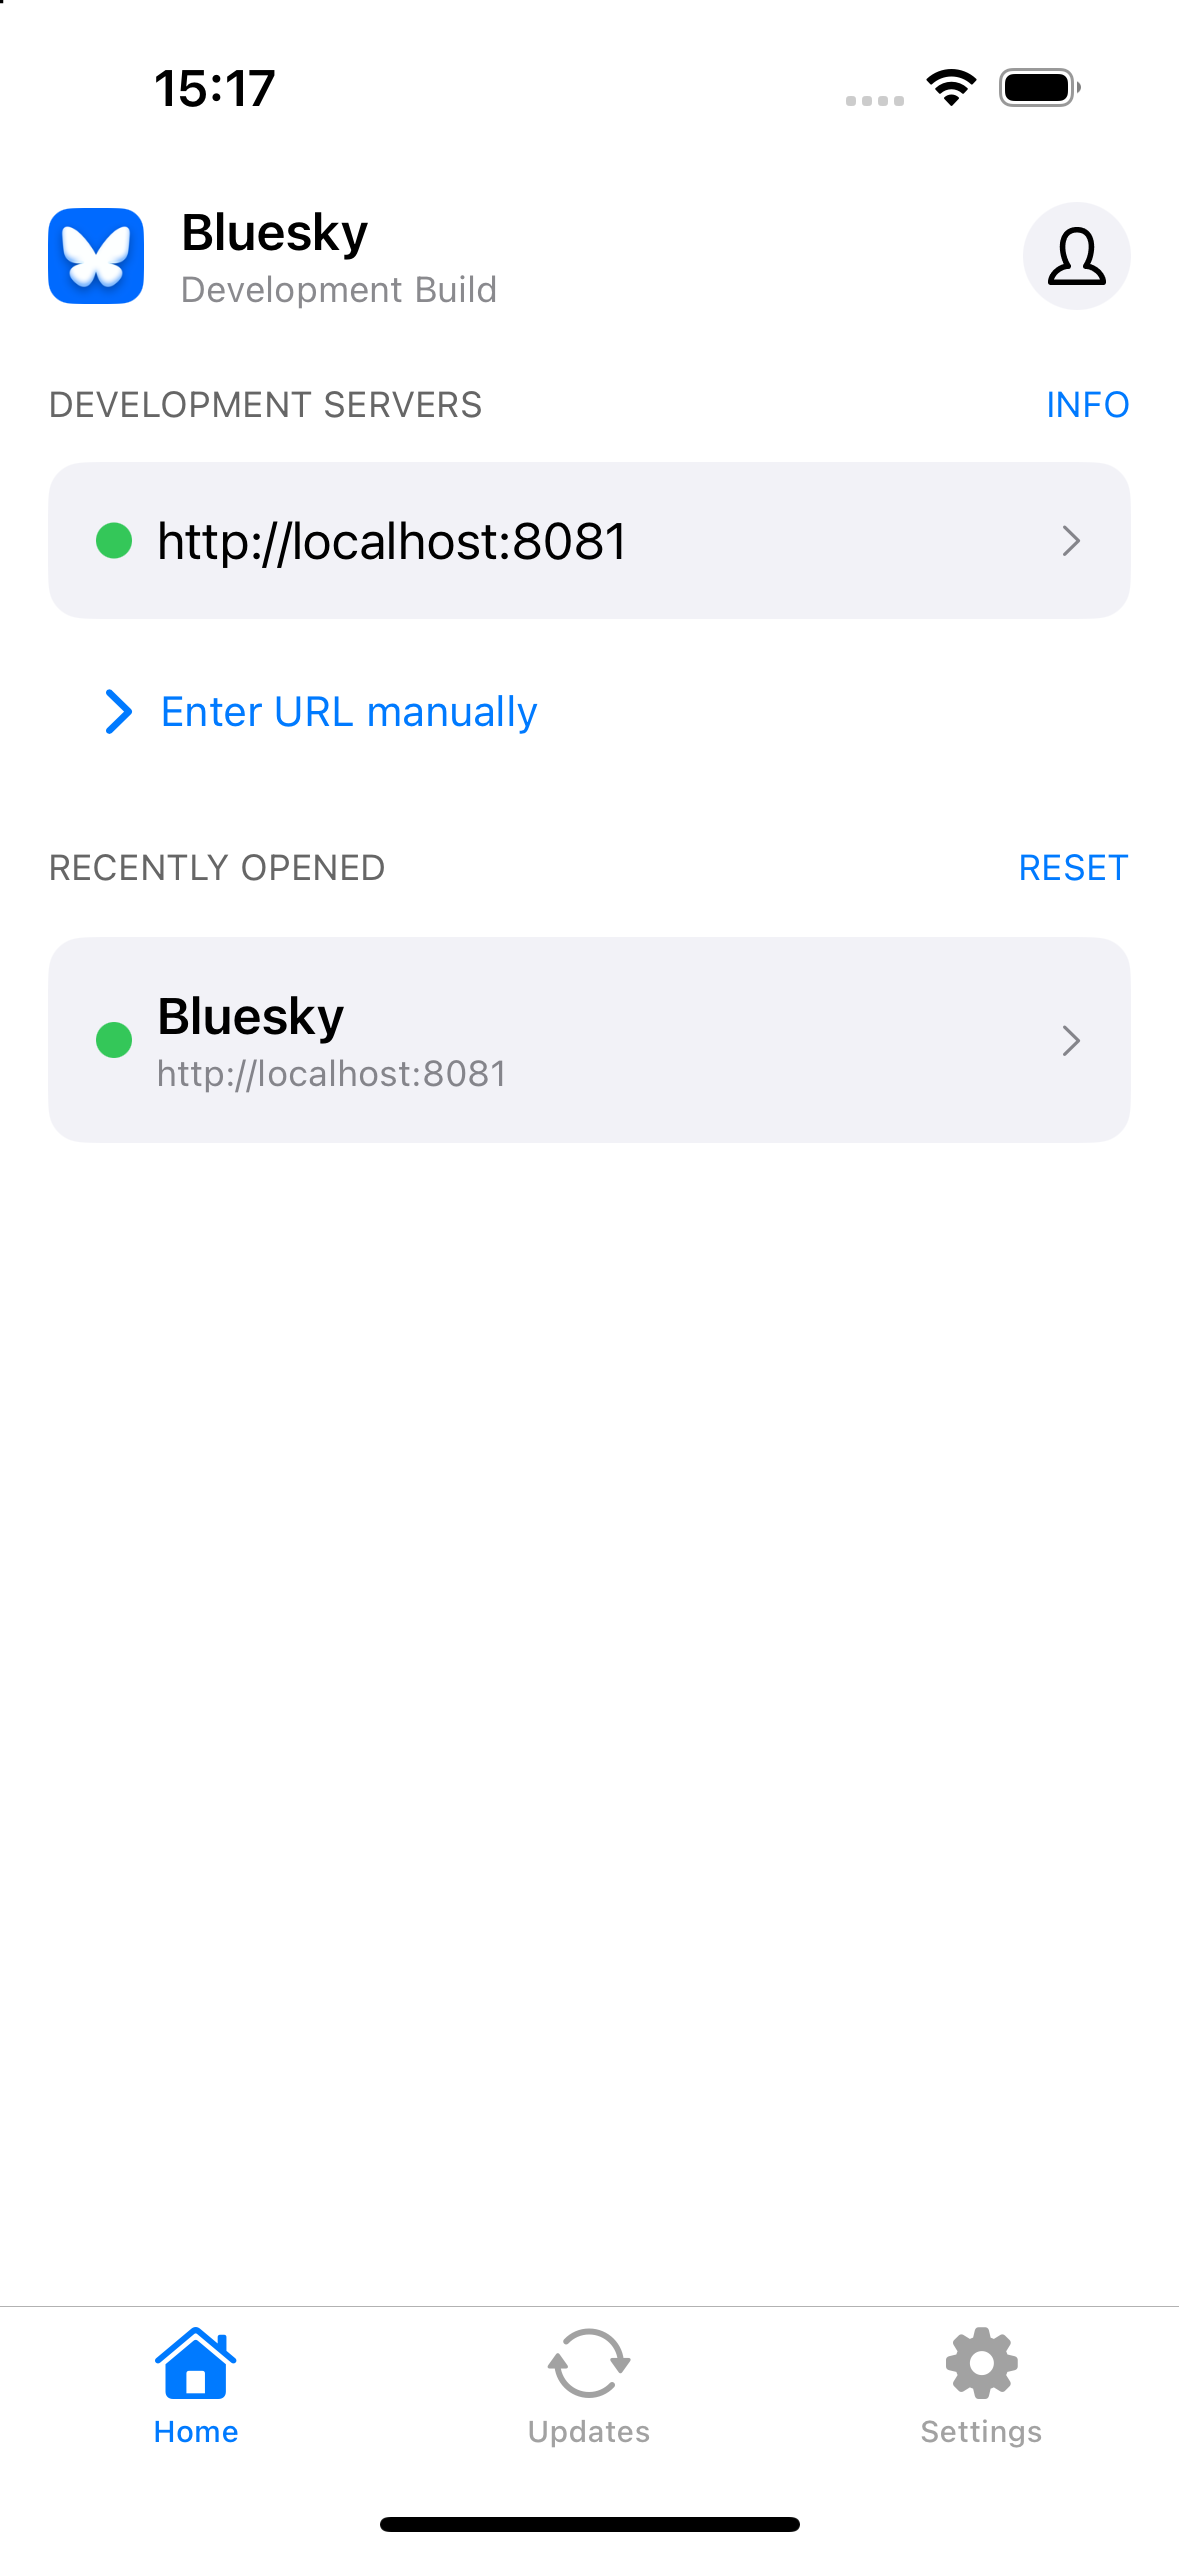 15:17
Bluesky
Development Build
DEVELOPMENT SERVERS
INFO
http://localhost:8081
Enter URL manually
RECENTLY OPENED
RESET
Bluesky
http://localhost:8081
Home
Updates
Settings